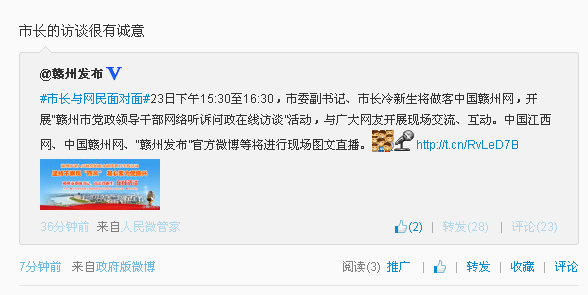 市长的访谈很有诚意
@赣州发布
#市长与网民面对面#23日下午15:30至16:30，市委副书记、市长冷新生将做客中国赣州网，开
展"赣州市党政领导干部网络听诉问政在线访谈"活动，与广大网友开展现场交流、互动。中国江西
网、中国赣州网、"赣州发布"官方微博等将进行现场图文直播。 http://t.cn/RvLeD7B
36分钟前 来自人民微管家 (2) | 转发(28) | 评论(23)
7分钟前 来自政府版微博 阅读(3) 推广 | | 转发 | 收藏 | 评论